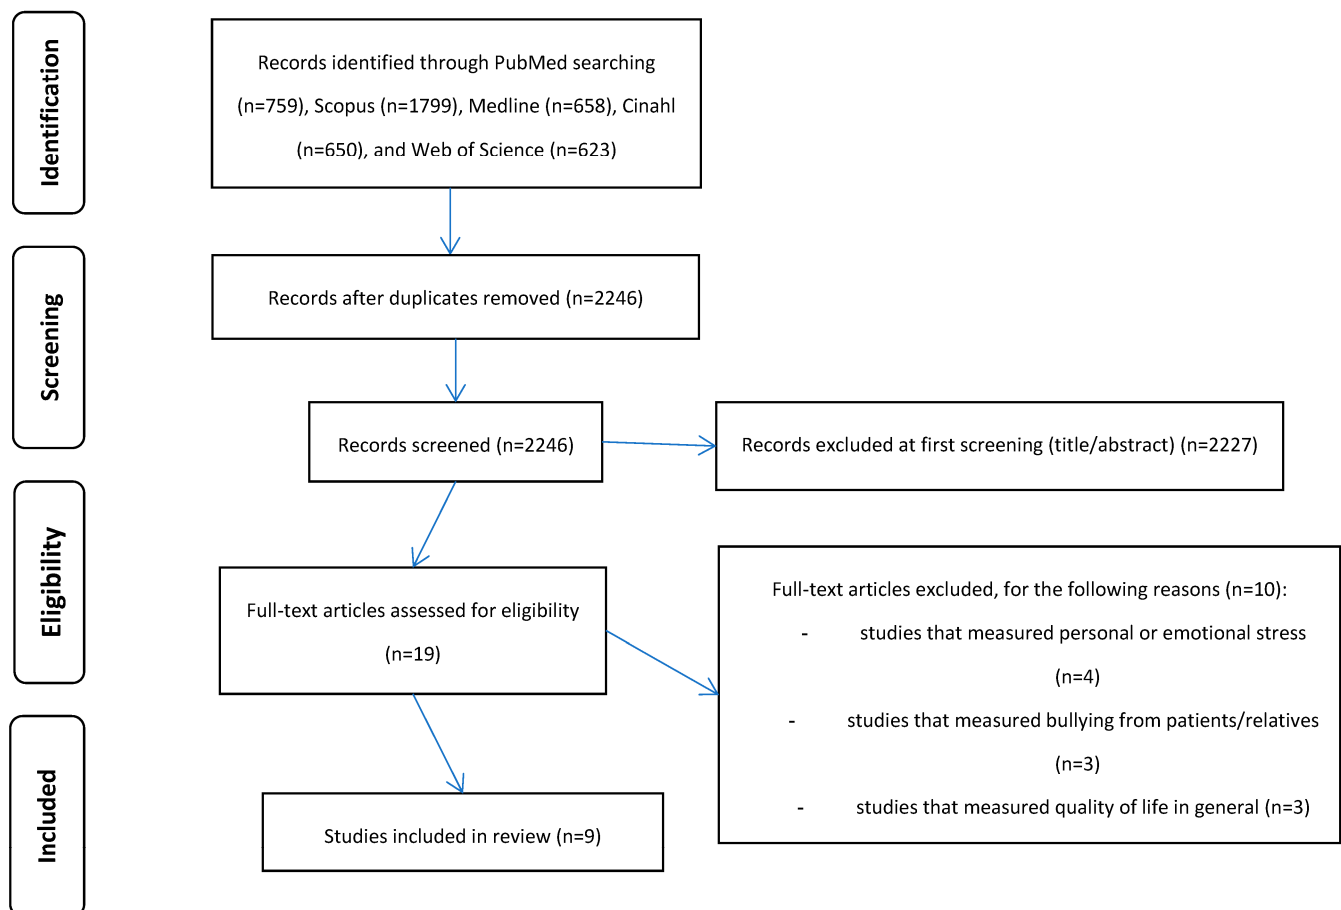 Identification
Records identified through PubMed searching
(n=759), Scopus (n=1799), Medline (n=658), Cinahl
(n=650), and Web of Science (n=623)
Screening
Records after duplicates removed (n=2246)
Records screened (n=2246)
Records excluded at first screening (title/abstract) (n=2227)
Eligibility
Full-text articles assessed for eligibility
(n=19)
Full-text articles excluded, for the following reasons (n=10):
- studies that measured personal or emotional stress
(n=4)
- studies that measured bullying from patients/relatives
(n=3)
- studies that measured quality of life in general (n=3)
Included
Studies included in review (n=9)